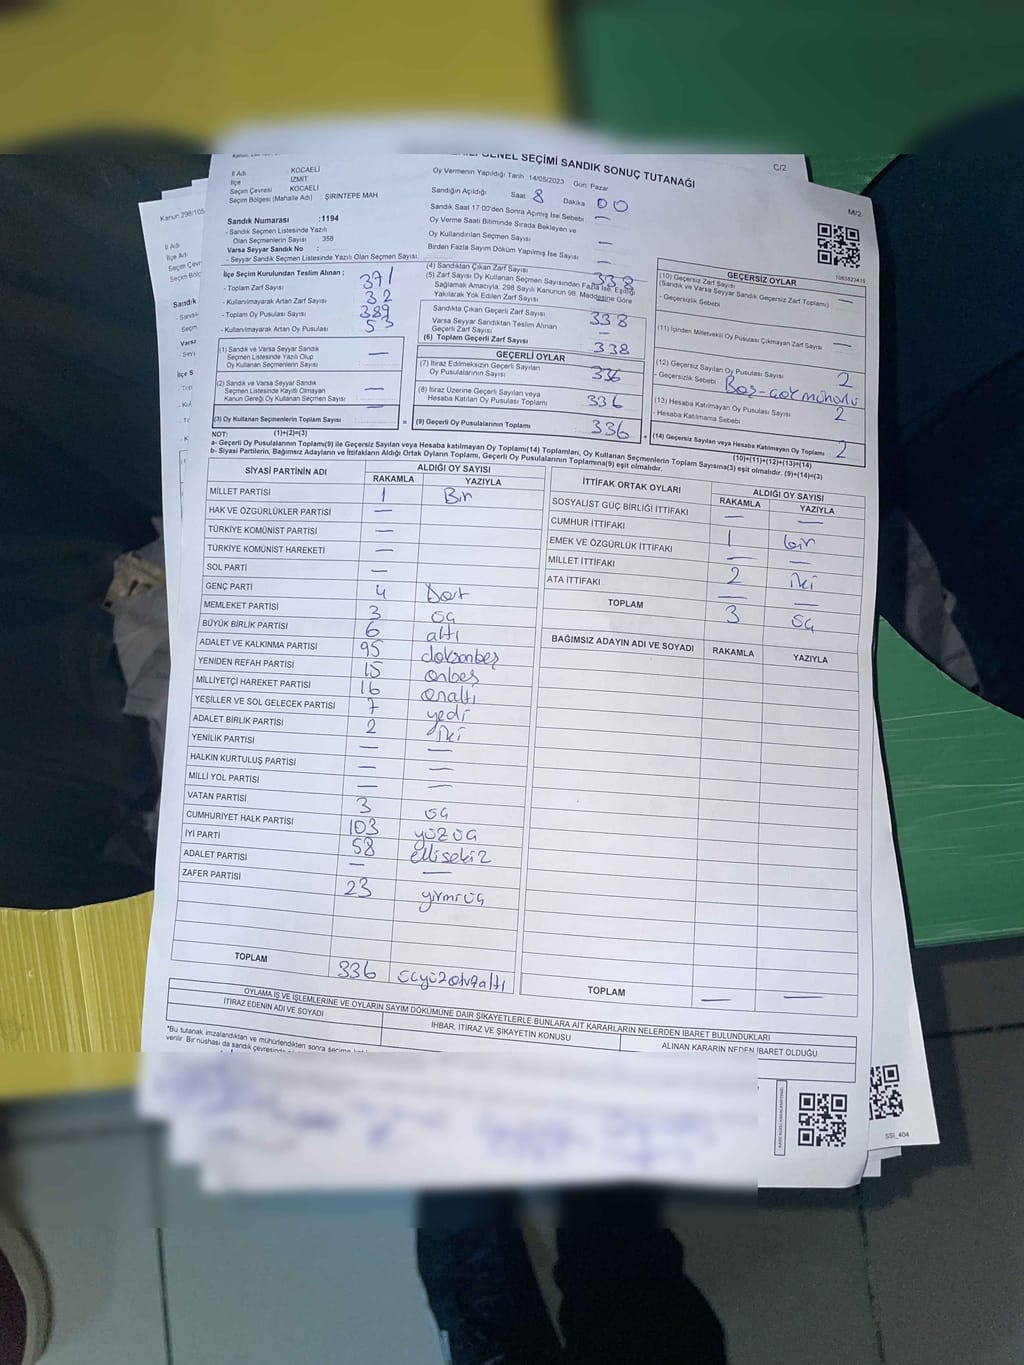 GENEL SEÇİMİ SANDIK SONUÇ TUTANAĞI
C/2
İl Adı : KOCAELİ
İlçe : İZMİT
Seçim Çevresi : KOCAELİ
Seçim Bölgesi (Mahalle Adı) : ŞİRİNTEPE MAH
Oy Vermenin Yapıldığı Tarih 14/05/2023 Gün Pazar
Sandığın Açıldığı Saat 8 Dakika 00
Sandık Saat 17 00'den Sonra Açılmış İse Sebebi —
Oy Verme Saati Bitiminde Sırada Bekleyen ve
Oy Kullandırılan Seçmen Sayısı —
Birden Fazla Sayım Döküm Yapılmış İse Sayısı —
M/2
Sandık Numarası :1194
- Sandık Seçmen Listesinde Yazılı
Olan Seçmenlerin Sayısı : 358
Varsa Seyyar Sandık No :
- Seyyar Sandık Seçmen Listesinde Yazılı Olan Seçmen Sayısı :
İlçe Seçim Kurulundan Teslim Alınan ;
- Toplam Zarf Sayısı 371
- Kullanılmayarak Artan Zarf Sayısı 32
- Toplam Oy Pusulası Sayısı 389
- Kullanılmayarak Artan Oy Pusulası 53
(1) Sandık ve Varsa Seyyar Sandık
Seçmen Listesinde Yazılı Olup
Oy Kullanan Seçmenlerin Sayısı —
(2) Sandık ve Varsa Seyyar Sandık
Seçmen Listesinde Kayıtlı Olmayan
Kanun Gereği Oy Kullanan Seçmen Sayısı —
(3) Oy Kullanan Seçmenlerin Toplam Sayısı —
(1)+(2)=(3)
(4) Sandıktan Çıkan Zarf Sayısı 338
(5) Zarf Sayısı Oy Kullanan Seçmen Sayısından Fazla İse, Eşitliği
Sağlamak Amacıyla, 298 Sayılı Kanunun 98. Maddesine Göre
Yakılarak Yok Edilen Zarf Sayısı
Sandıkta Çıkan Geçerli Zarf Sayısı 338
Varsa Seyyar Sandıktan Teslim Alınan
Geçerli Zarf Sayısı —
(6) Toplam Geçerli Zarf Sayısı 338
GEÇERLİ OYLAR
(7) İtiraz Edilmeksizin Geçerli Sayılan
Oy Pusulalarının Sayısı 336
(8) İtiraz Üzerine Geçerli Sayılan veya
Hesaba Katılan Oy Pusulası Toplamı 336
(9) Geçerli Oy Pusulalarının Toplamı 336
1083823415
GEÇERSİZ OYLAR
(10) Geçersiz Zarf Sayısı
(Sandık ve Varsa Seyyar Sandık Geçersiz Zarf Toplamı) —
- Geçersizlik Sebebi
(11) İçinden Milletvekili Oy Pusulası Çıkmayan Zarf Sayısı —
(12) Geçersiz Sayılan Oy Pusulası Sayısı 2
- Geçersizlik Sebebi Boş-çok mühürlü
(13) Hesaba Katılmayan Oy Pusulası Sayısı 2
- Hesaba Katılmama Sebebi
(14) Geçersiz Sayılan veya Hesaba Katılmayan Oy Toplamı 2
(10)+(11)+(12)+(13)=(14)
NOT:
a- Geçerli Oy Pusulalarının Toplamı(9) ile Geçersiz Sayılan veya Hesaba katılmayan Oy Toplamı(14) Toplamları, Oy Kullanan Seçmenlerin Toplam Sayısına(3) eşit olmalıdır. (9)+(14)=(3)
b- Siyasi Partilerin, Bağımsız Adayların ve İttifakların Aldığı Ortak Oyların Toplamı, Geçerli Oy Pusulalarının Toplamına(9) eşit olmalıdır.
SİYASİ PARTİNİN ADI ALDIĞI OY SAYISI
RAKAMLA YAZIYLA
MİLLET PARTİSİ 1 Bir
HAK VE ÖZGÜRLÜKLER PARTİSİ —
TÜRKİYE KOMÜNİST PARTİSİ —
TÜRKİYE KOMÜNİST HAREKETİ —
SOL PARTİ —
GENÇ PARTİ 4 Dört
MEMLEKET PARTİSİ 3 üç
BÜYÜK BİRLİK PARTİSİ 6 altı
ADALET VE KALKINMA PARTİSİ 95 doksanbeş
YENİDEN REFAH PARTİSİ 15 onbeş
MİLLİYETÇİ HAREKET PARTİSİ 16 onaltı
YEŞİLLER VE SOL GELECEK PARTİSİ 7 yedi
ADALET BİRLİK PARTİSİ 2 iki
YENİLİK PARTİSİ — —
HALKIN KURTULUŞ PARTİSİ — —
MİLLİ YOL PARTİSİ — —
VATAN PARTİSİ 3 üç
CUMHURİYET HALK PARTİSİ 103 yüzüç
İYİ PARTİ 58 ellisekiz
ADALET PARTİSİ — —
ZAFER PARTİSİ 23 yirmiüç
TOPLAM 336 üçyüzotuzaltı
İTTİFAK ORTAK OYLARI ALDIĞI OY SAYISI
RAKAMLA YAZIYLA
SOSYALİST GÜÇ BİRLİĞİ İTTİFAKI — —
CUMHUR İTTİFAKI 1 bir
EMEK VE ÖZGÜRLÜK İTTİFAKI — —
MİLLET İTTİFAKI 2 iki
ATA İTTİFAKI — —
TOPLAM 3 üç
BAĞIMSIZ ADAYIN ADI VE SOYADI RAKAMLA YAZIYLA
TOPLAM — —
OYLAMA İŞ VE İŞLEMLERİNE VE OYLARIN SAYIM DÖKÜMÜNE DAİR ŞİKAYETLERLE BUNLARA AİT KARARLARIN NELERDEN İBARET BULUNDUKLARI
İTİRAZ EDENİN ADI VE SOYADI İHBAR, İTİRAZ VE ŞİKAYETİN KONUSU ALINAN KARARIN NEDEN İBARET OLDUĞU
*Bu tutanak imzalandıktan ve mühürlendikten sonra seçime
verilir. Bir nüshası da sandık çevresinde
Kanun 298/105
İl Adı
İlçe Adı
SSİ_404